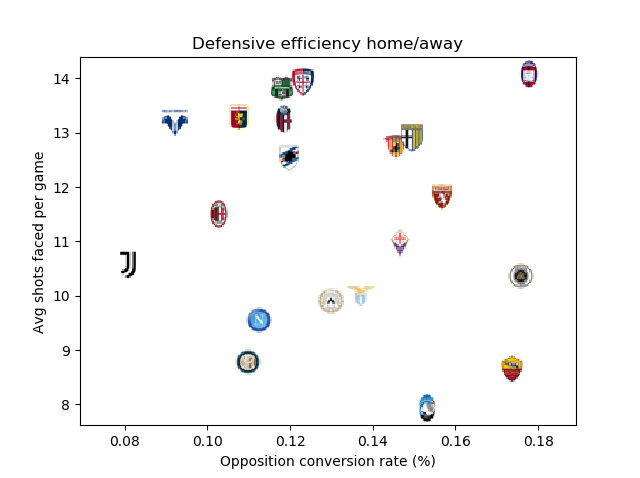 Defensive efficiency home/away
Avg shots faced per game
14
13
12
11
10
9
8
0.08 0.10 0.12 0.14 0.16 0.18
Opposition conversion rate (%)